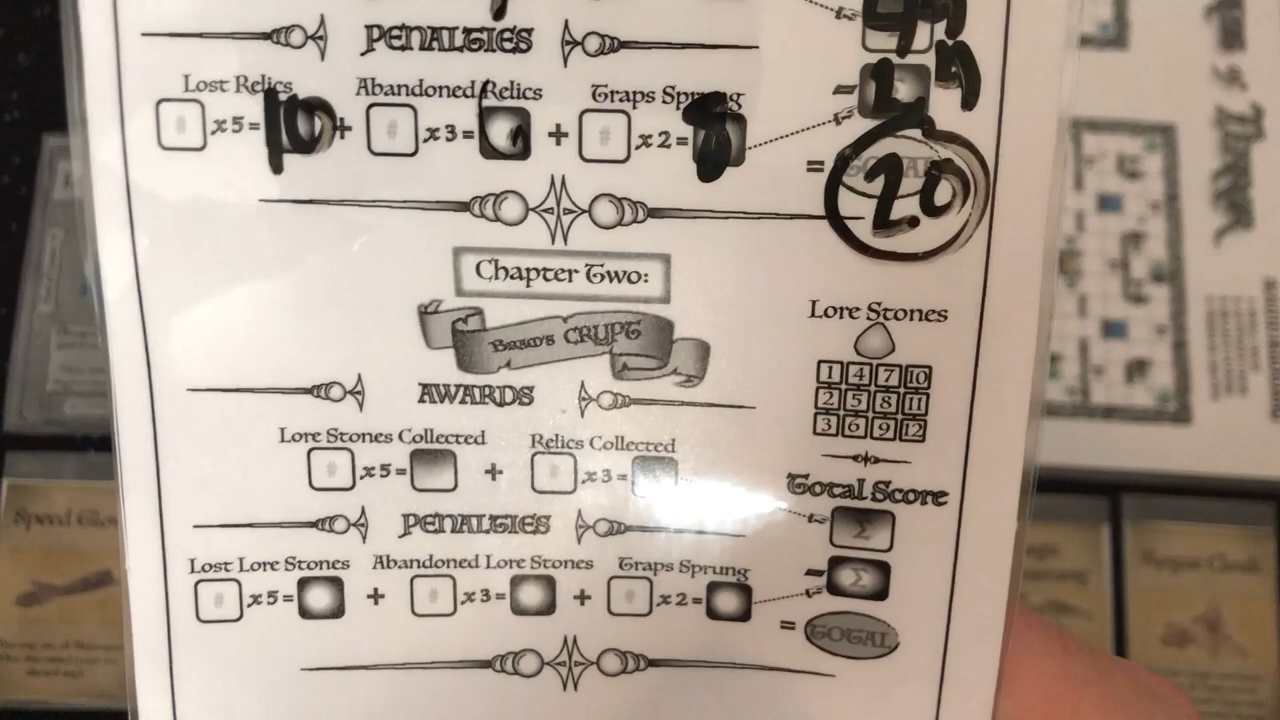 PENALTIES
Lost Relics Abandoned Relics Traps Sprung
# x5= 10 + # x3= 6 + # x2= 8
-
= 20
Chapter Two:
CRYPT
AWARDS
Lore Stones
1 4 7 10
2 5 8 11
3 6 9 12
Lore Stones Collected Relics Collected
# x5= + # x3=
Total Score
Σ
PENALTIES
Lost Lore Stones Abandoned Lore Stones Traps Sprung
# x5= + # x3= + # x2=
- Σ
= TOTAL
Speed